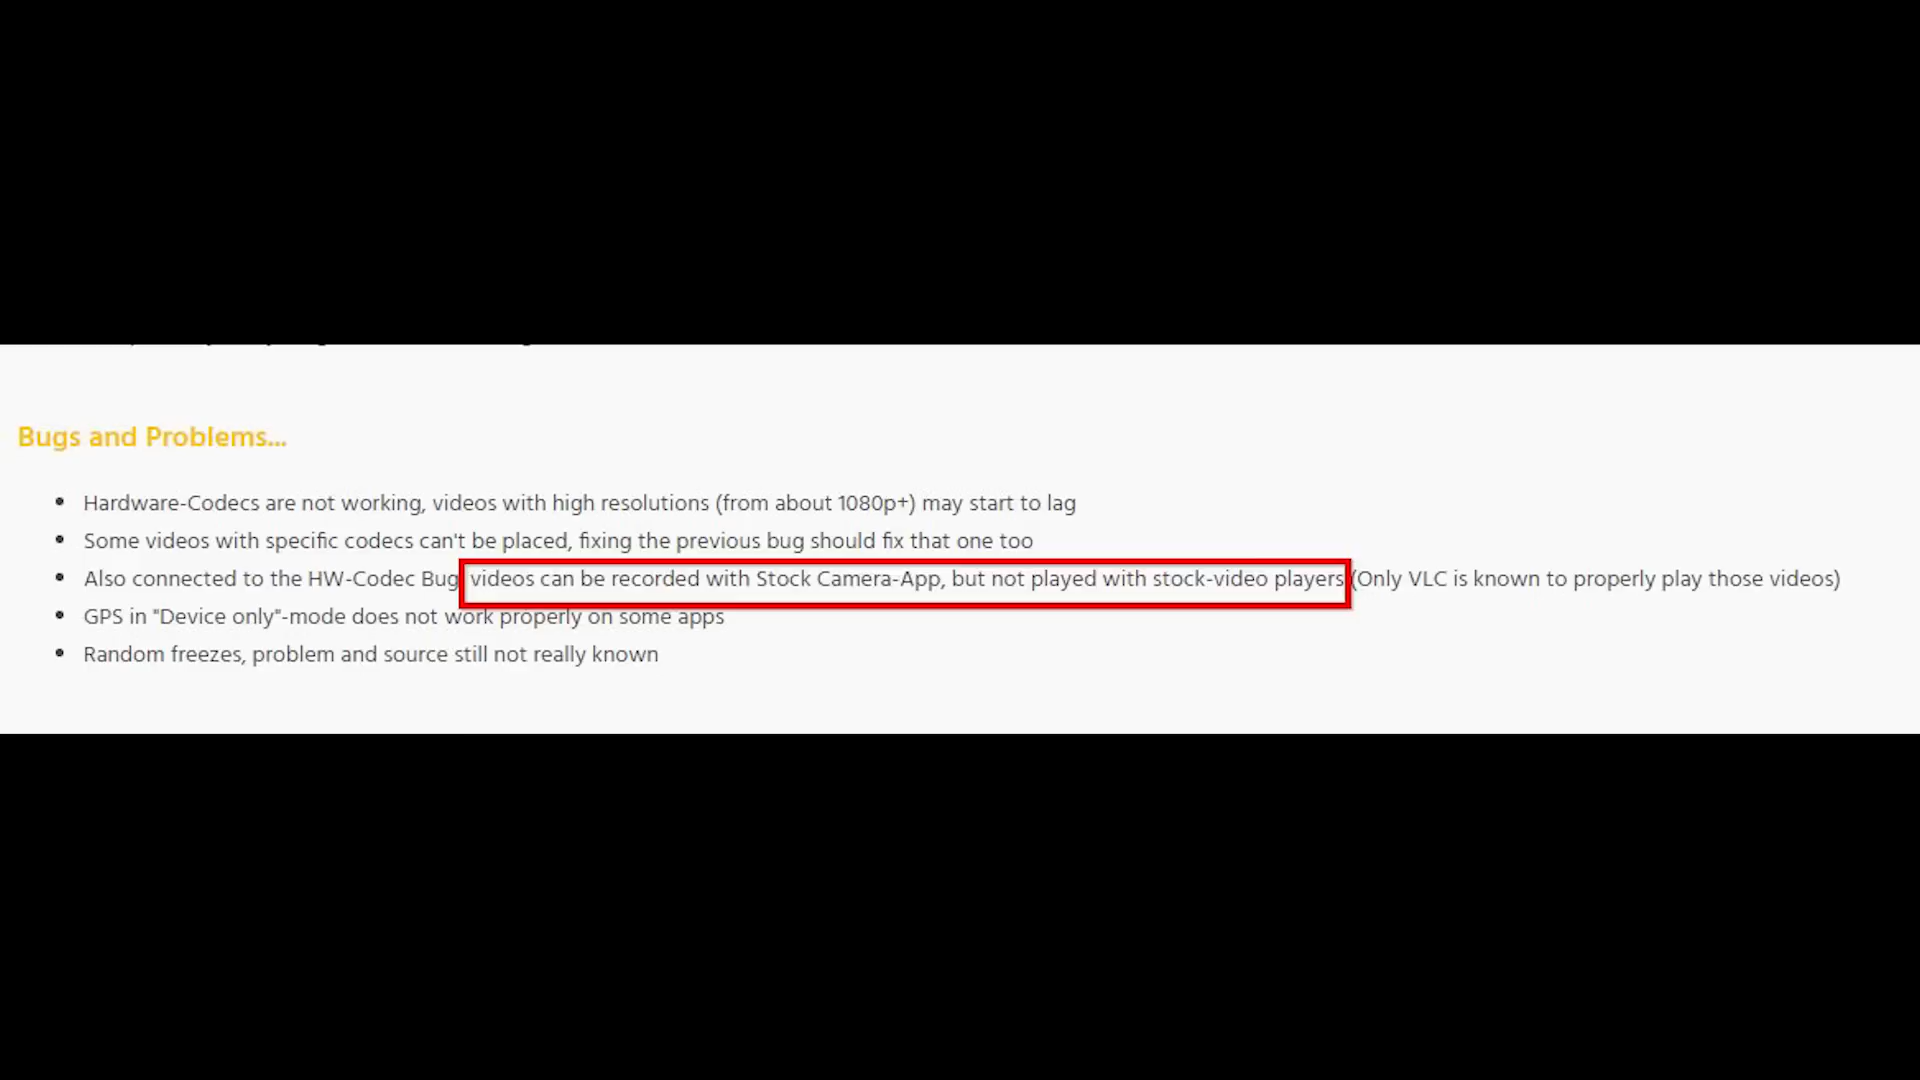 Bugs and Problems...
Hardware-Codecs are not working, videos with high resolutions (from about 1080p+) may start to lag
Some videos with specific codecs can't be placed, fixing the previous bug should fix that one too
Also connected to the HW-Codec Bug videos can be recorded with Stock Camera-App, but not played with stock-video players (Only VLC is known to properly play those videos)
GPS in "Device only"-mode does not work properly on some apps
Random freezes, problem and source still not really known